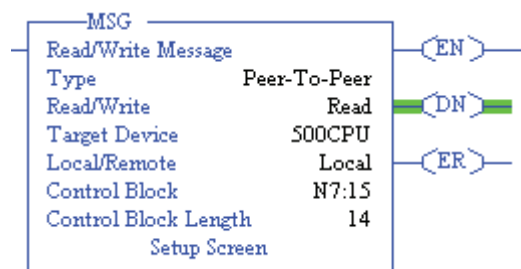 MSG
Read/Write Message (EN)
Type Peer-To-Peer
Read/Write Read (DN)
Target Device 500CPU
Local/Remote Local (ER)
Control Block N7:15
Control Block Length 14
Setup Screen